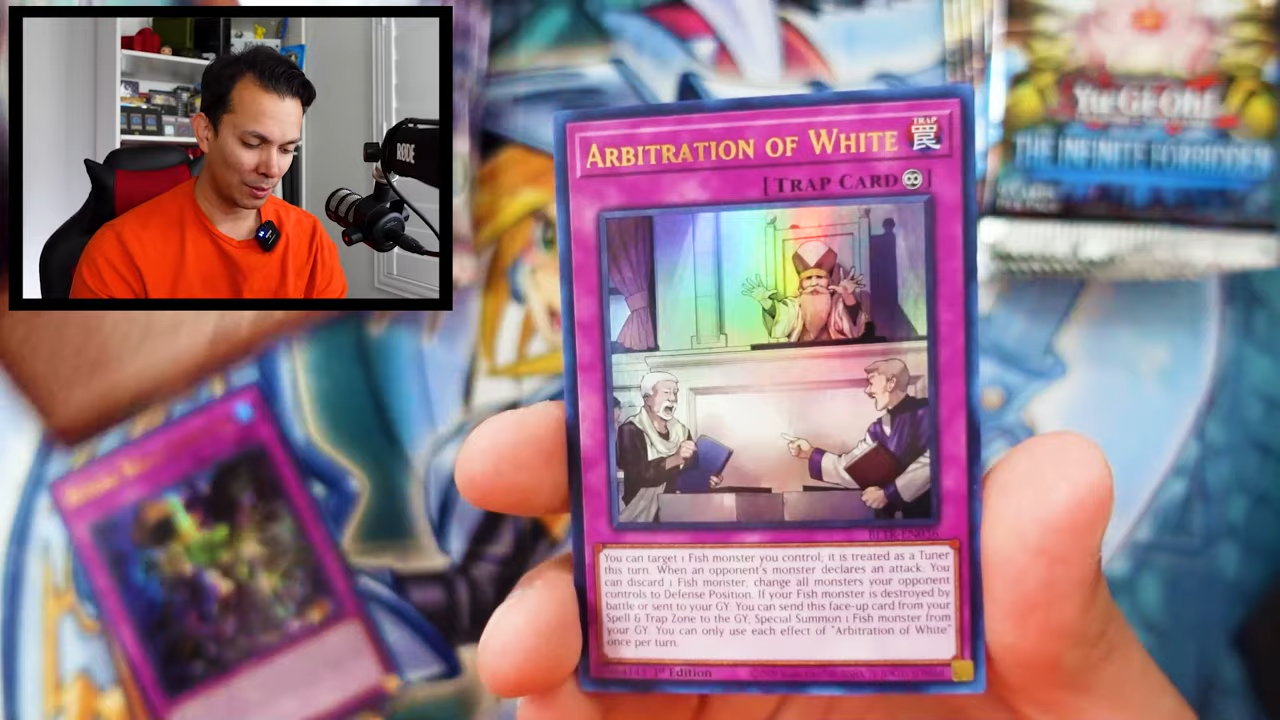 RØDE
Yu-Gi-Oh!
THE INFINITE FORBIDDEN
ARBITRATION OF WHITE
TRAP
罠
[TRAP CARD ]
You can target 1 Fish monster you control; it is treated as a Tuner
this turn. When an opponent's monster declares an attack: You
can discard 1 Fish monster; change all monsters your opponent
controls to Defense Position. If your Fish monster is destroyed by
battle or sent to your GY: You can send this face-up card from your
Spell & Trap Zone to the GY; Special Summon 1 Fish monster from
your GY. You can only use each effect of "Arbitration of White"
once per turn.
1st Edition